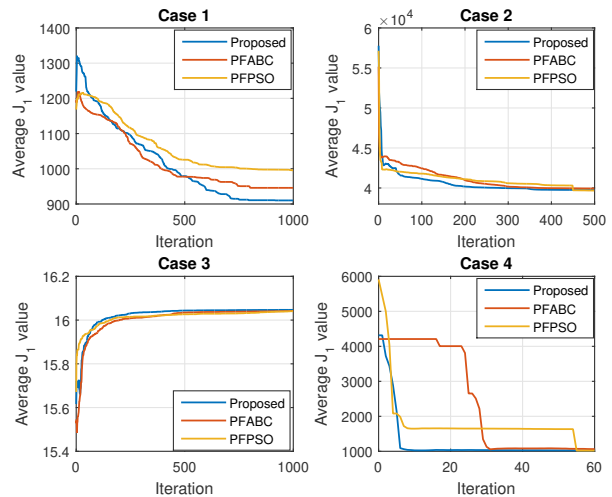 Case 1
Average J1 value
1400
1300
1200
1100
1000
900
0
500
1000
Iteration
Proposed
PFABC
PFPSO
Case 2
×10^4
Average J1 value
6
5.5
5
4.5
4
0
100
200
300
400
500
Iteration
Proposed
PFABC
PFPSO
Case 3
Average J1 value
16.2
16
15.8
15.6
15.4
0
500
1000
Iteration
Proposed
PFABC
PFPSO
Case 4
Average J1 value
6000
5000
4000
3000
2000
1000
0
20
40
60
Iteration
Proposed
PFABC
PFPSO